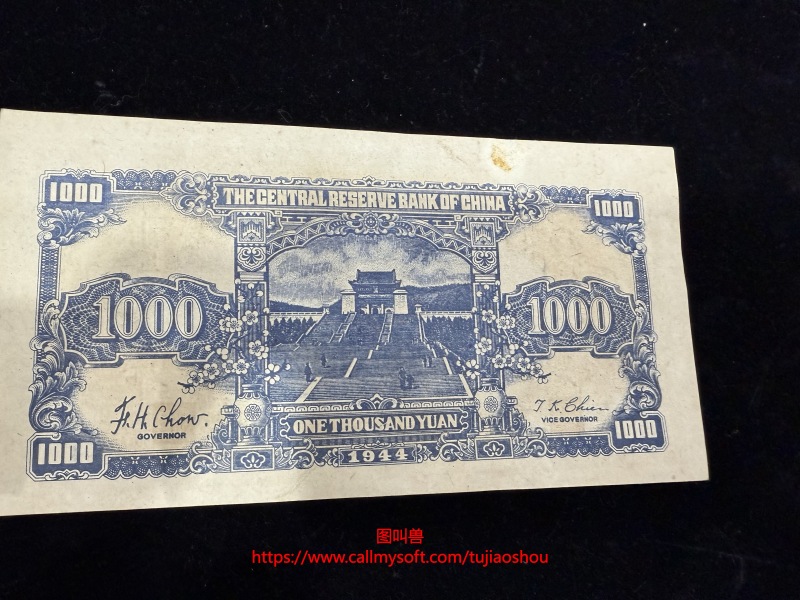 1000
THE CENTRAL RESERVE BANK OF CHINA
1000
1000
1000
F. H. Chow.
GOVERNOR
T. K. Chien
VICE GOVERNOR
ONE THOUSAND YUAN
1000
1944
1000
图叫兽
https://www.callmysoft.com/tujiaoshou